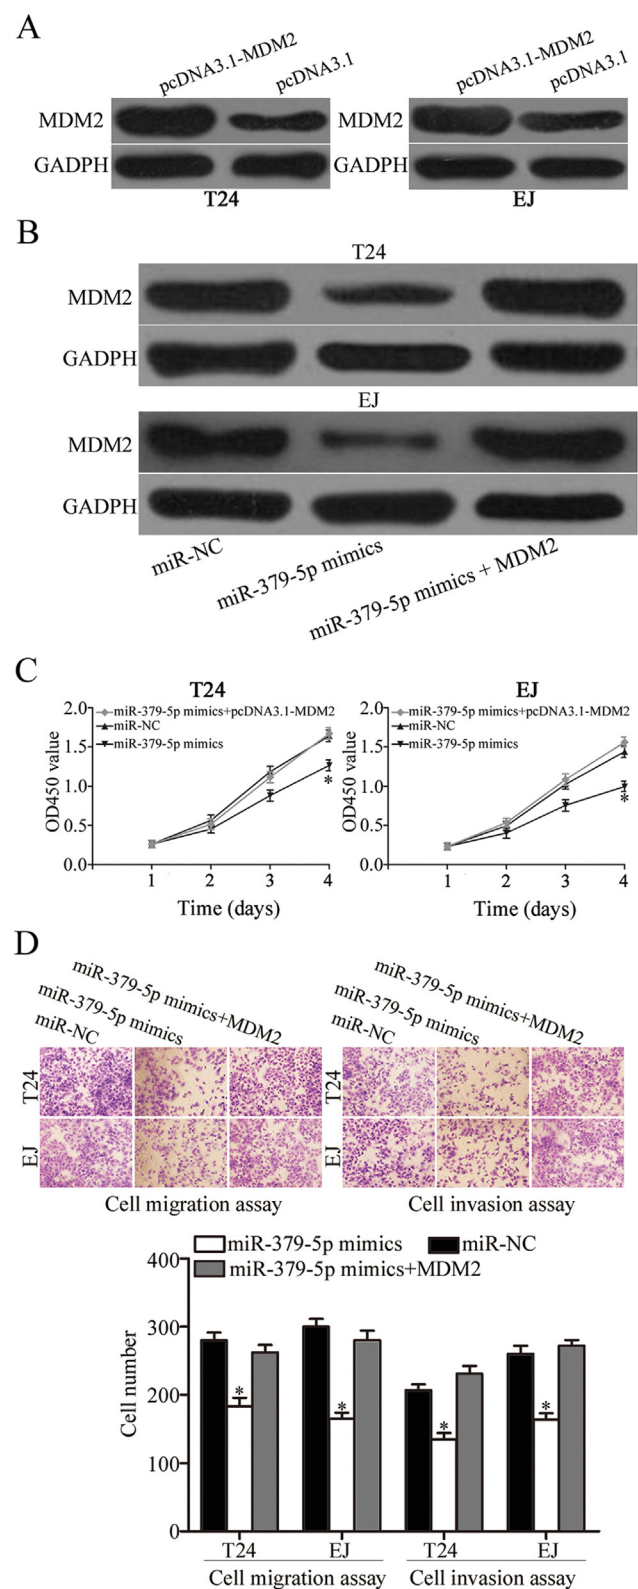 A
pcDNA3.1-MDM2
pcDNA3.1
pcDNA3.1-MDM2
pcDNA3.1
MDM2
MDM2
GADPH
GADPH
T24
EJ
B
T24
MDM2
GADPH
EJ
MDM2
GADPH
miR-NC
miR-379-5p mimics
miR-379-5p mimics + MDM2
C
T24
EJ
miR-379-5p mimics+pcDNA3.1-MDM2
miR-NC
miR-379-5p mimics
OD450 value
2.0
1.5
1.0
0.5
0.0
*
1 2 3 4
Time (days)
miR-379-5p mimics+pcDNA3.1-MDM2
miR-NC
miR-379-5p mimics
OD450 value
2.0
1.5
1.0
0.5
0.0
*
1 2 3 4
Time (days)
D
miR-379-5p mimics+MDM2
miR-379-5p mimics
miR-NC
miR-379-5p mimics+MDM2
miR-379-5p mimics
miR-NC
T24
EJ
T24
EJ
Cell migration assay
Cell invasion assay
miR-379-5p mimics
miR-NC
miR-379-5p mimics+MDM2
Cell number
400
300
200
100
0
* * * *
T24 EJ T24 EJ
Cell migration assay Cell invasion assay